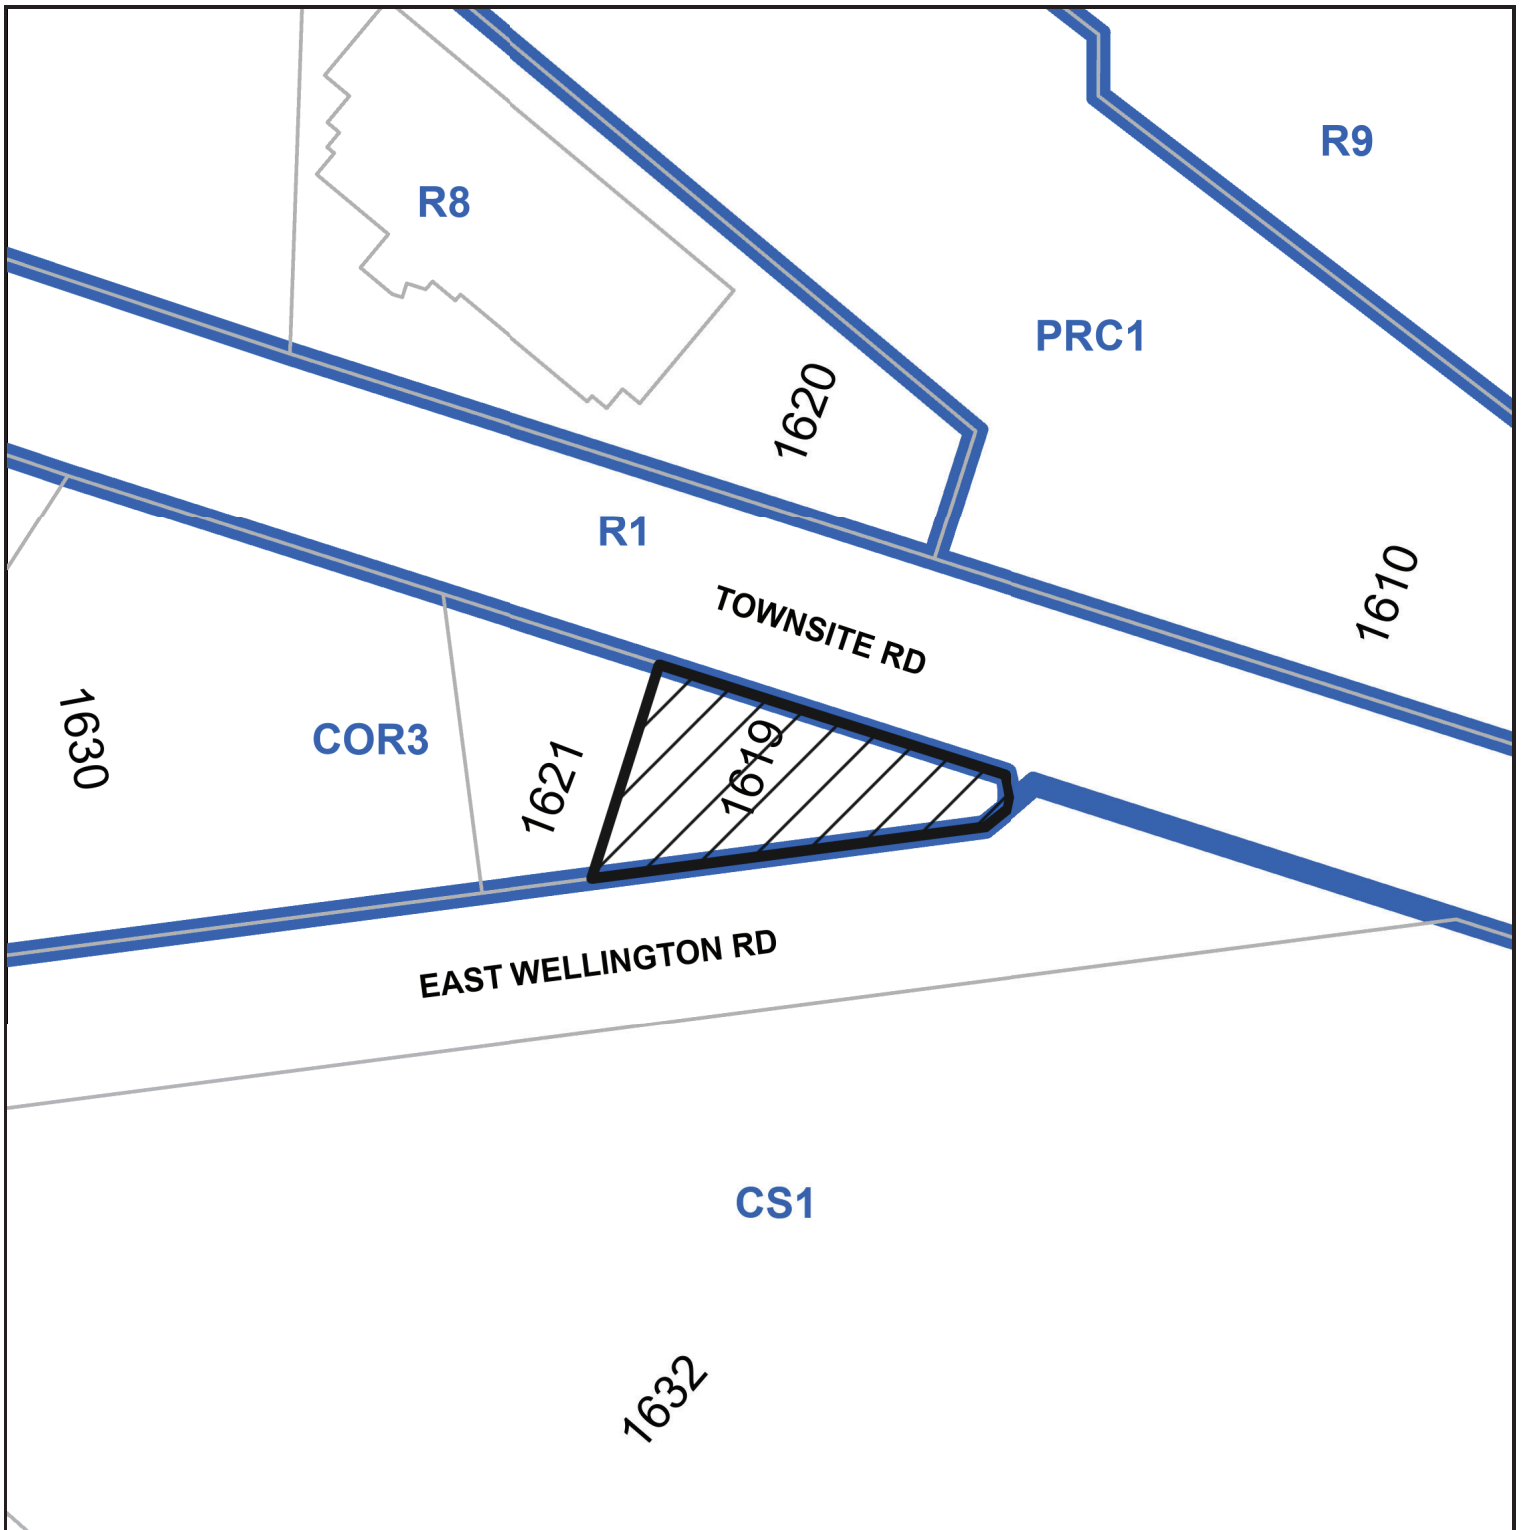 R9
R8
PRC1
1620
R1
1610
TOWNSITE RD
1630
COR3
1621
1619
EAST WELLINGTON RD
CS1
1632